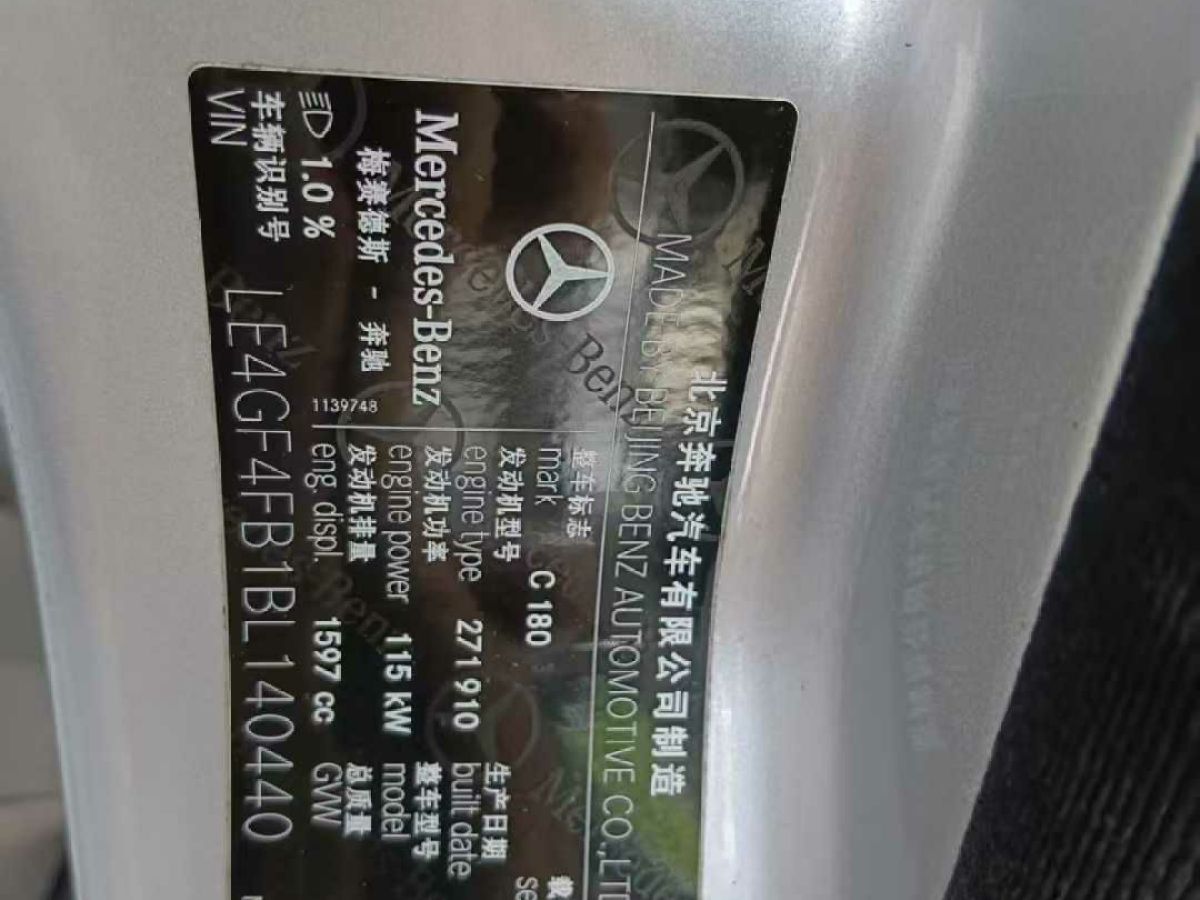 北京奔驰汽车有限公司制造
MADE BY BEIJING BENZ AUTOMOTIVE CO.,LTD
Mercedes-Benz
梅赛德斯 - 奔驰
1139748
1.0 %
整车标志
mark C 180
发动机型号
engine type 271 910
发动机功率
engine power 115 kW
发动机排量
eng. displ. 1597 cc
生产日期
built date
整车型号
model
总质量
GVW
车辆识别号
VIN LE4GF4FB1BL140440